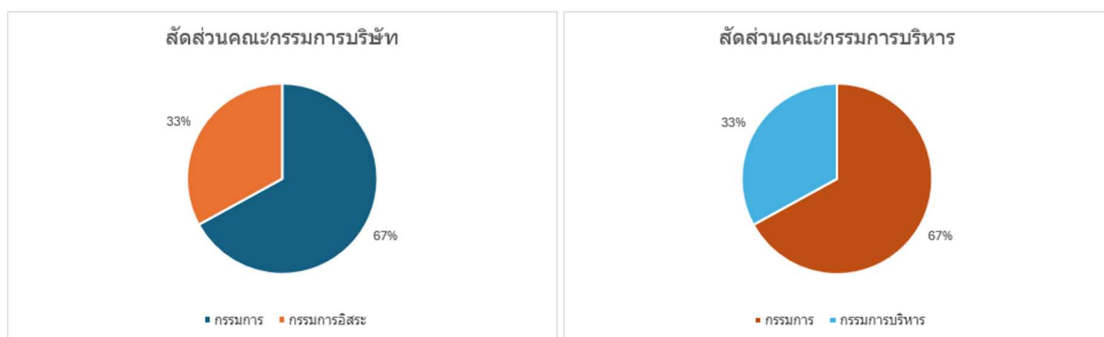 สัดส่วนคณะกรรมการบริษัท
33%
67%
กรรมการ กรรมการอิสระ
สัดส่วนคณะกรรมการบริหาร
33%
67%
กรรมการ กรรมการบริหาร